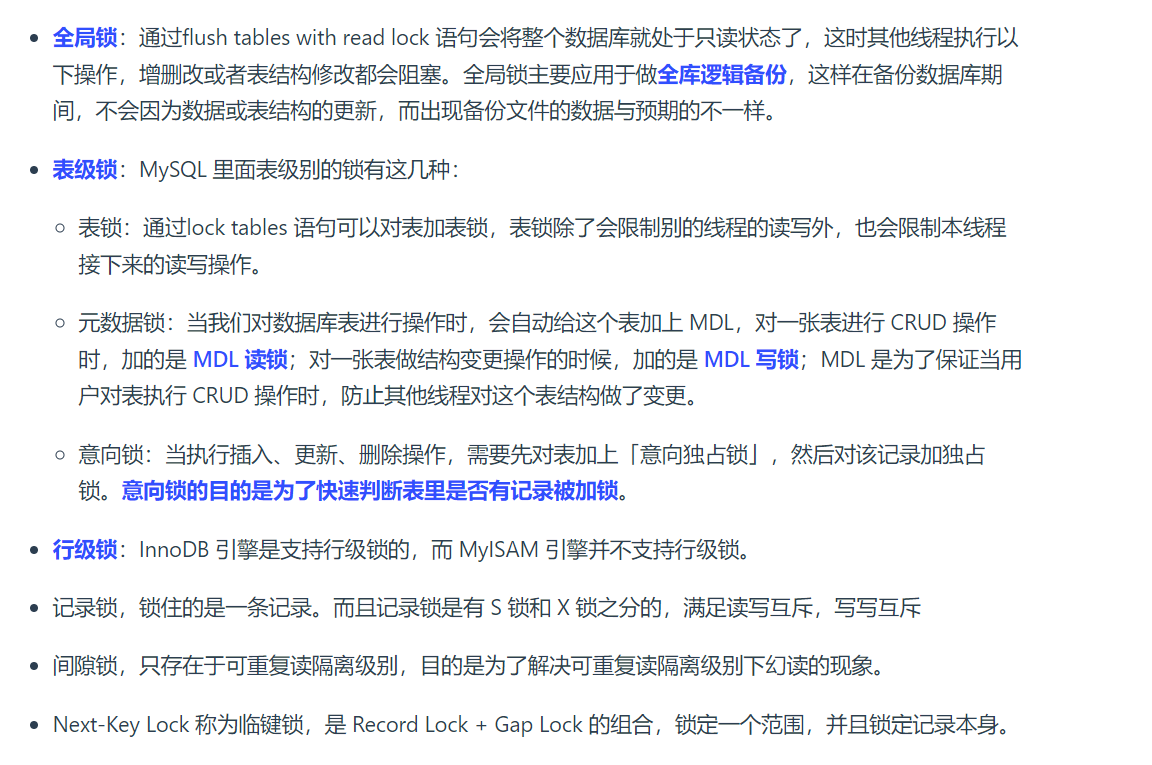 全局锁：通过flush tables with read lock 语句会将整个数据库就处于只读状态了，这时其他线程执行以
下操作，增删改或者表结构修改都会阻塞。全局锁主要应用于做全库逻辑备份，这样在备份数据库期
间，不会因为数据或表结构的更新，而出现备份文件的数据与预期的不一样。
表级锁：MySQL 里面表级别的锁有这几种：
表锁：通过lock tables 语句可以对表加表锁，表锁除了会限制别的线程的读写外，也会限制本线程
接下来的读写操作。
元数据锁：当我们对数据库表进行操作时，会自动给这个表加上 MDL，对一张表进行 CRUD 操作
时，加的是 MDL 读锁；对一张表做结构变更操作的时候，加的是 MDL 写锁；MDL 是为了保证当用
户对表执行 CRUD 操作时，防止其他线程对这个表结构做了变更。
意向锁：当执行插入、更新、删除操作，需要先对表加上「意向独占锁」，然后对该记录加独占
锁。意向锁的目的是为了快速判断表里是否有记录被加锁。
行级锁：InnoDB 引擎是支持行级锁的，而 MyISAM 引擎并不支持行级锁。
记录锁，锁住的是一条记录。而且记录锁是有 S 锁和 X 锁之分的，满足读写互斥，写写互斥
间隙锁，只存在于可重复读隔离级别，目的是为了解决可重复读隔离级别下幻读的现象。
Next-Key Lock 称为临键锁，是 Record Lock + Gap Lock 的组合，锁定一个范围，并且锁定记录本身。